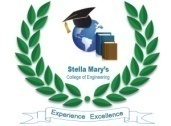 Stella Mary's
College of Engineering
Experience Excellence